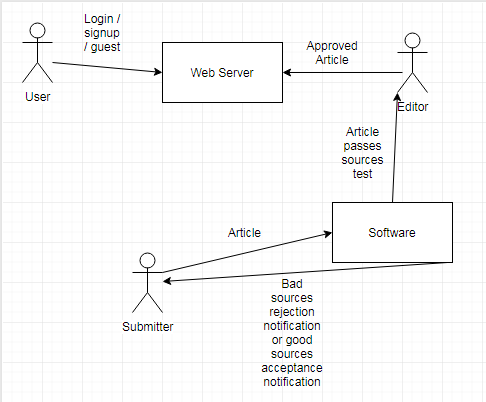 Login /
signup
/ guest
User
Web Server
Approved
Article
Editor
Article
passes
sources
test
Software
Article
Submitter
Bad
sources
rejection
notification
or good
sources
acceptance
notification